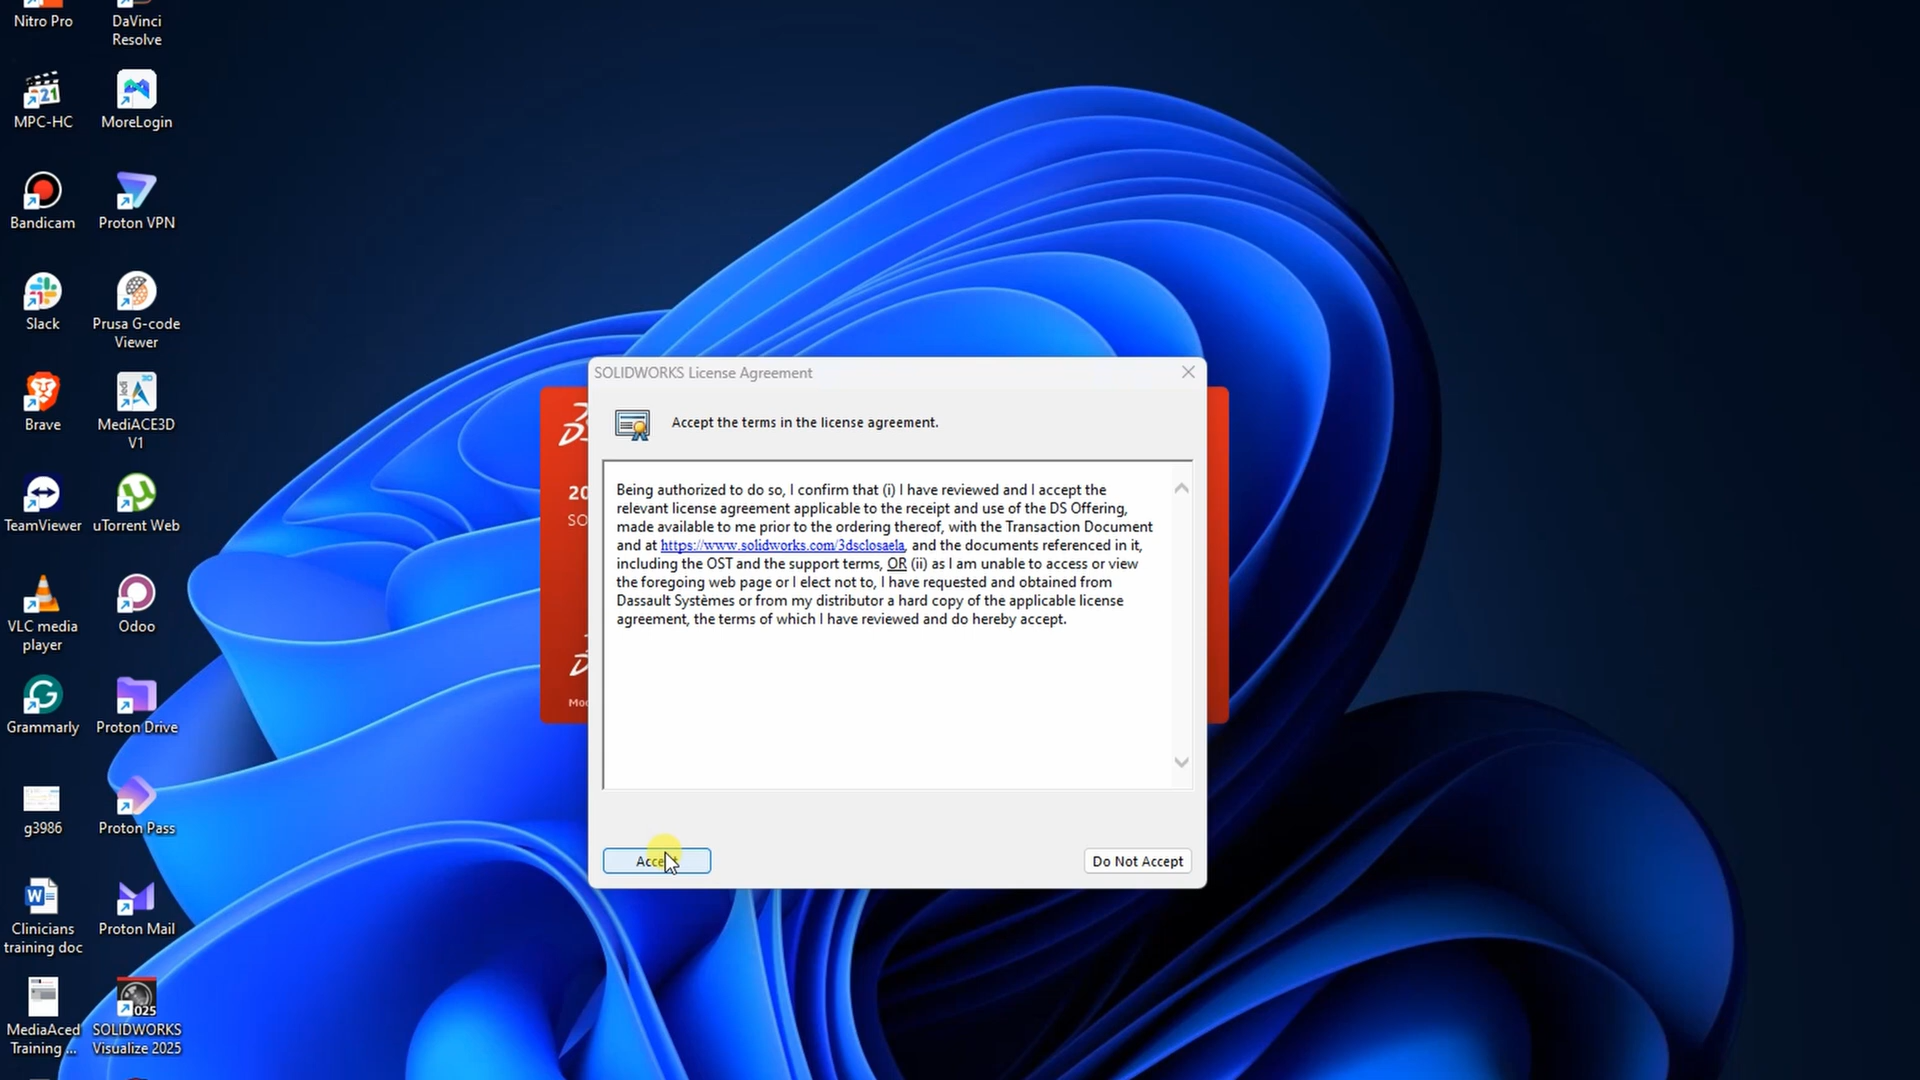 Nitro Pro
DaVinci
Resolve
21
MPC-HC
MoreLogin
Bandicam
Proton VPN
Slack
Prusa G-code
Viewer
Brave
MediACE3D
V1
TeamViewer
uTorrent Web
VLC media
player
Odoo
Grammarly
Proton Drive
g3986
Proton Pass
Clinicians
training doc
Proton Mail
MediaAced
Training ...
025
SOLIDWORKS
Visualize 2025
SOLIDWORKS License Agreement
Accept the terms in the license agreement.
Being authorized to do so, I confirm that (i) I have reviewed and I accept the
relevant license agreement applicable to the receipt and use of the DS Offering,
made available to me prior to the ordering thereof, with the Transaction Document
and at https://www.solidworks.com/3dsclosaela, and the documents referenced in it,
including the OST and the support terms, OR (ii) as I am unable to access or view
the foregoing web page or I elect not to, I have requested and obtained from
Dassault Systèmes or from my distributor a hard copy of the applicable license
agreement, the terms of which I have reviewed and do hereby accept.
Accept
Do Not Accept